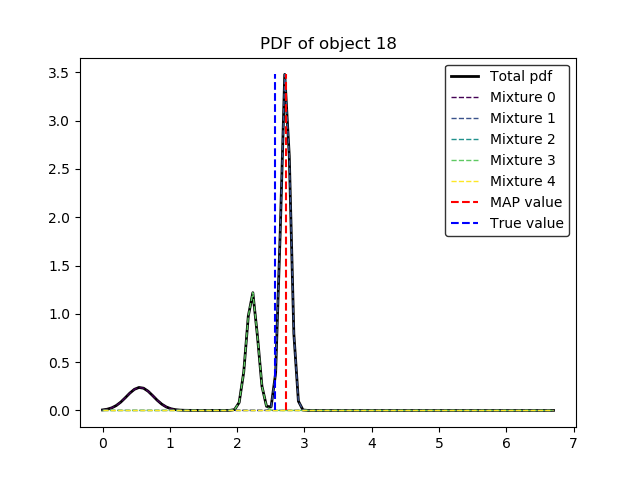 PDF of object 18
Total pdf
Mixture 0
Mixture 1
Mixture 2
Mixture 3
Mixture 4
MAP value
True value
3.5
3.0
2.5
2.0
1.5
1.0
0.5
0.0
0 1 2 3 4 5 6 7